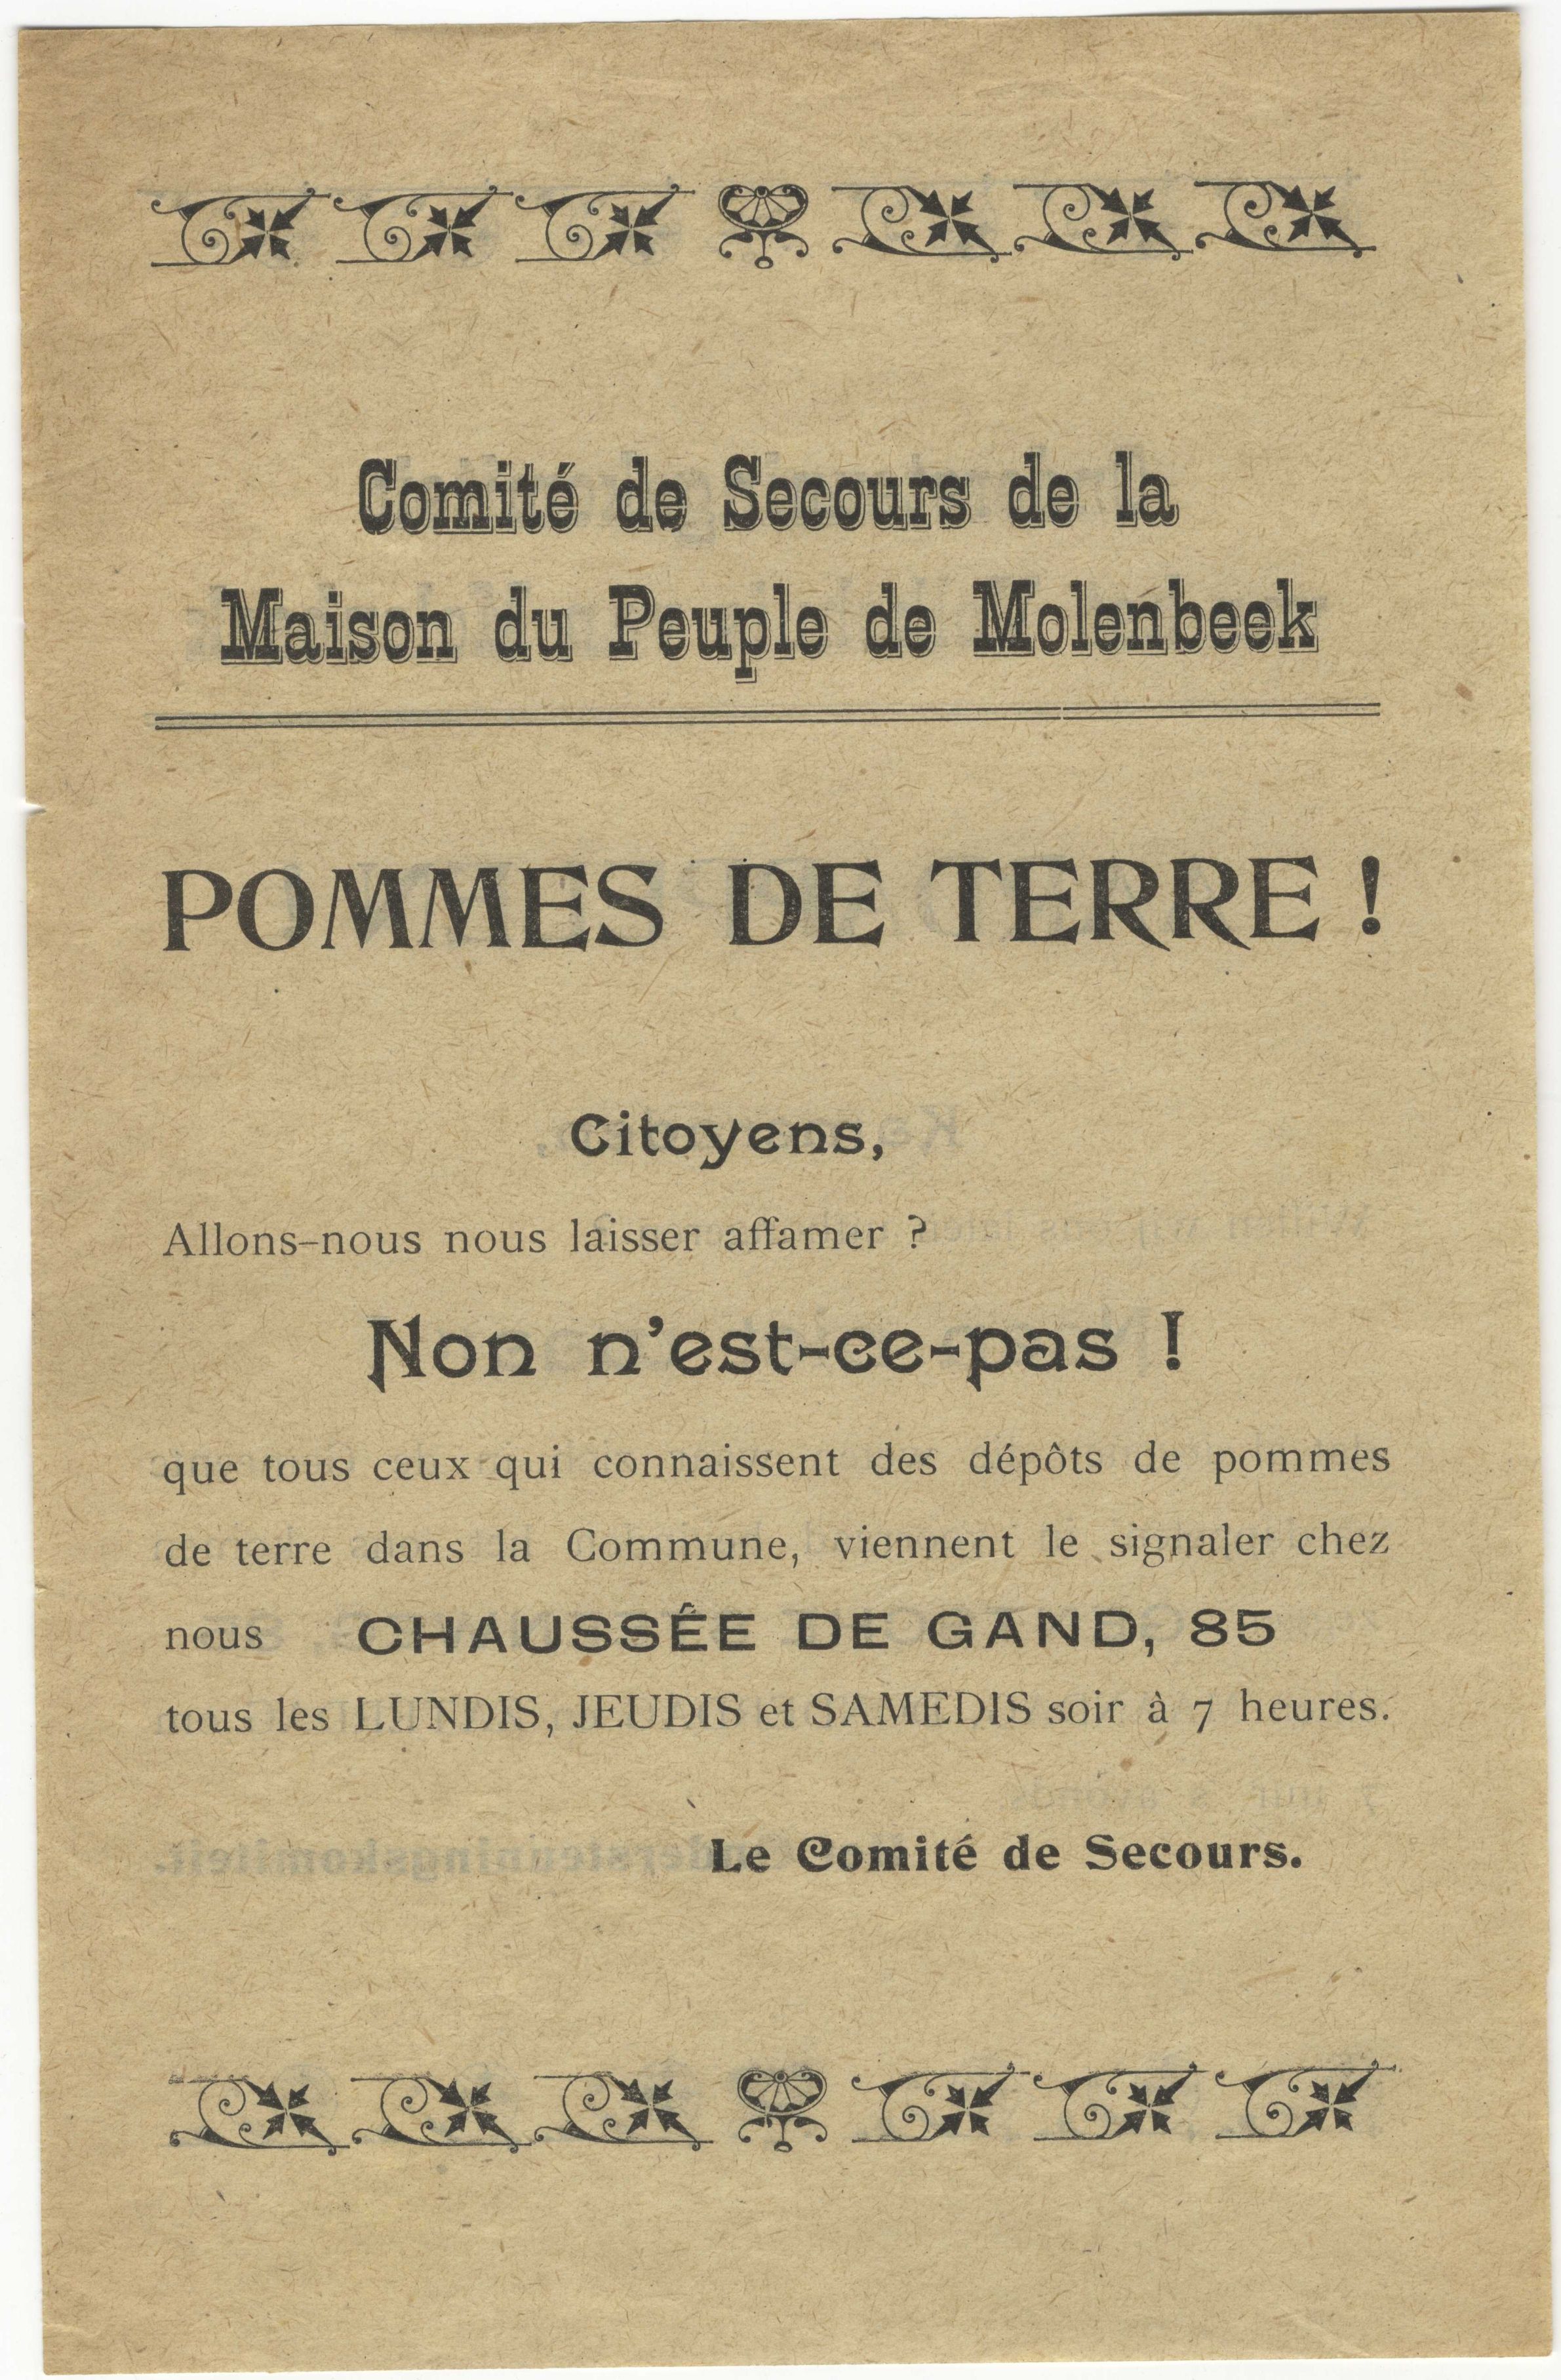 Comité de Secours de la
Maison du Peuple de Molenbeek
POMMES DE TERRE !
Citoyens,
Allons-nous nous laisser affamer ?
Non n'est-ce-pas !
que tous ceux qui connaissent des dépôts de pommes
de terre dans la Commune, viennent le signaler chez
nous CHAUSSÉE DE GAND, 85
tous les LUNDIS, JEUDIS et SAMEDIS soir à 7 heures.
Le Comité de Secours.